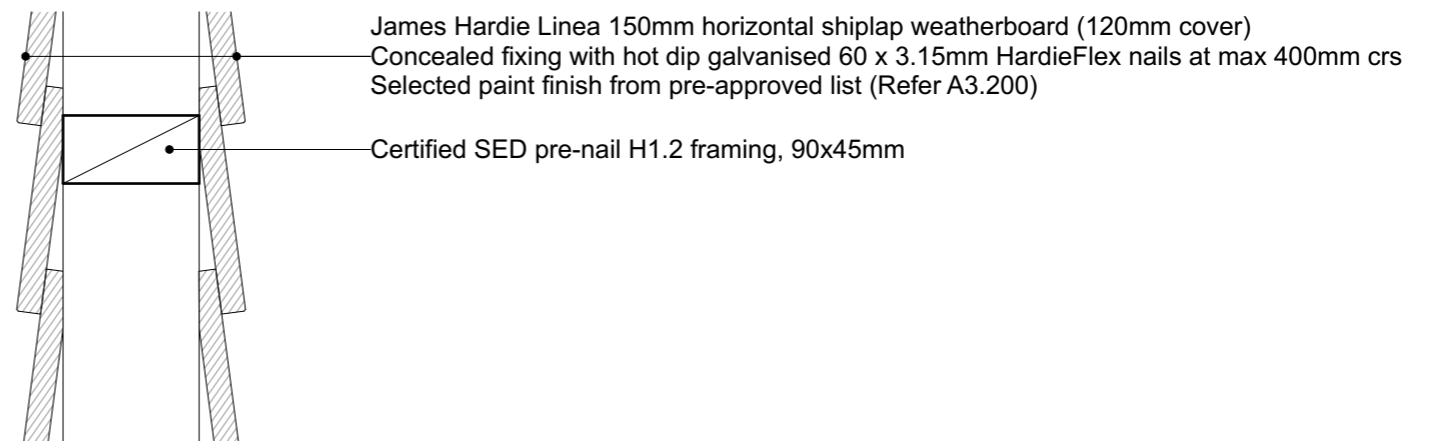 James Hardie Linea 150mm horizontal shiplap weatherboard (120mm cover)
Concealed fixing with hot dip galvanised 60 x 3.15mm HardieFlex nails at max 400mm crs
Selected paint finish from pre-approved list (Refer A3.200)
Certified SED pre-nail H1.2 framing, 90x45mm